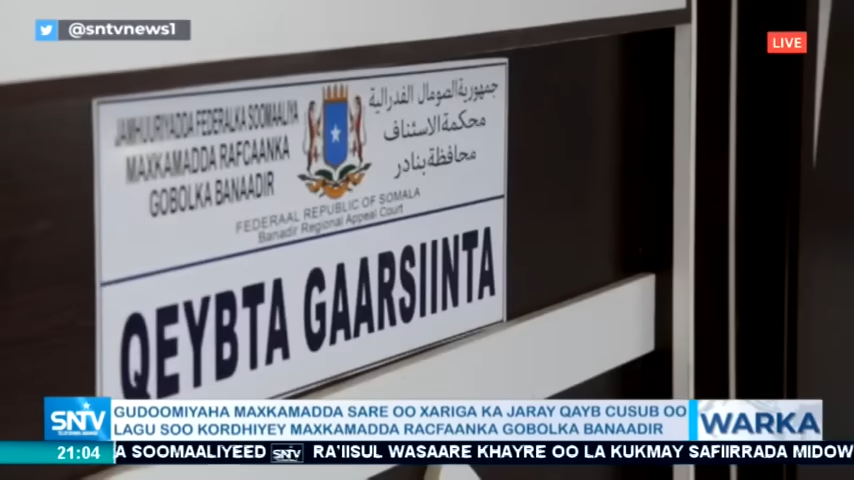 @sntvnews1
LIVE
JAMHUURIYADDA FEDERALKA SOOMAALIYA
MAXKAMADDA RAFCAANKA
GOBOLKA BANAADIR
جمهورية الصومال الفدرالية
محكمة الاستئناف
محافظة بنادر
FEDERAAL REPUBLIC OF SOMALA
Banadir Regional Appeal Court
QEYBTA GAARSIINTA
SNTV
GUDOOMIYAHA MAXKAMADDA SARE OO XARIGA KA JARAY QAYB CUSUB OO
LAGU SOO KORDHIYEY MAXKAMADDA RACFAANKA GOBOLKA BANAADIR
WARKA
21:04
A SOOMAALIYEED SNTV RA'IISUL WASAARE KHAYRE OO LA KUKMAY SAFIIRRADA MIDOW